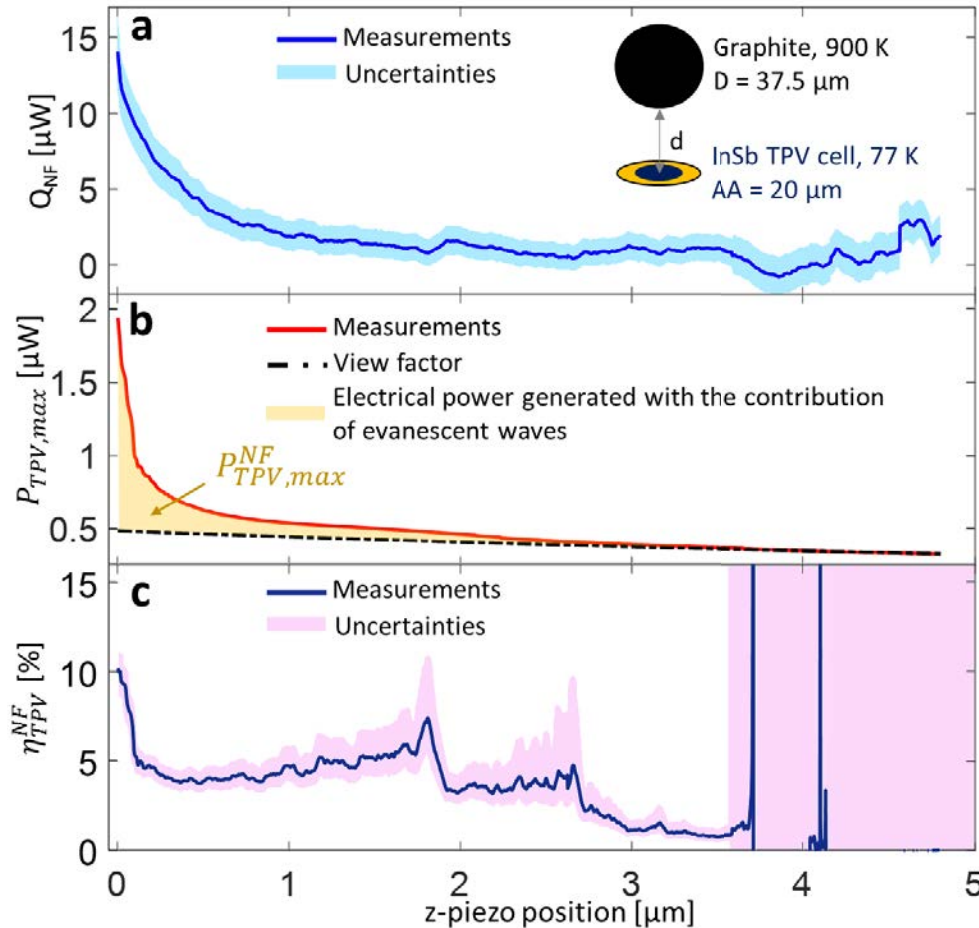 a
15
10
5
0
Q_NF [µW]
Measurements
Uncertainties
Graphite, 900 K
D = 37.5 µm
d
InSb TPV cell, 77 K
AA = 20 µm
b
2
1.5
1
0.5
P_TPV,max [µW]
Measurements
View factor
Electrical power generated with the contribution
of evanescent waves
P^NF_TPV,max
c
15
10
5
0
η^NF_TPV [%]
Measurements
Uncertainties
0 1 2 3 4 5
z-piezo position [µm]